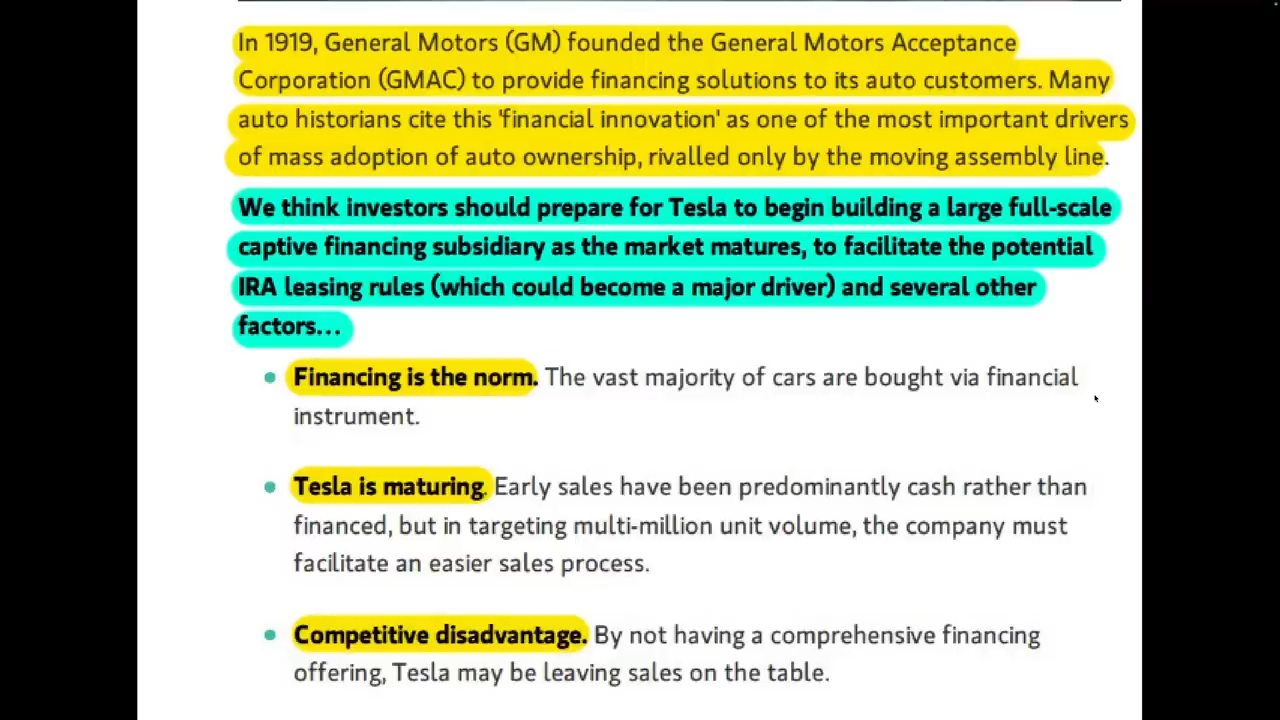 In 1919, General Motors (GM) founded the General Motors Acceptance
Corporation (GMAC) to provide financing solutions to its auto customers. Many
auto historians cite this 'financial innovation' as one of the most important drivers
of mass adoption of auto ownership, rivalled only by the moving assembly line.
We think investors should prepare for Tesla to begin building a large full-scale
captive financing subsidiary as the market matures, to facilitate the potential
IRA leasing rules (which could become a major driver) and several other
factors...
• Financing is the norm. The vast majority of cars are bought via financial
instrument.
• Tesla is maturing. Early sales have been predominantly cash rather than
financed, but in targeting multi-million unit volume, the company must
facilitate an easier sales process.
• Competitive disadvantage. By not having a comprehensive financing
offering, Tesla may be leaving sales on the table.